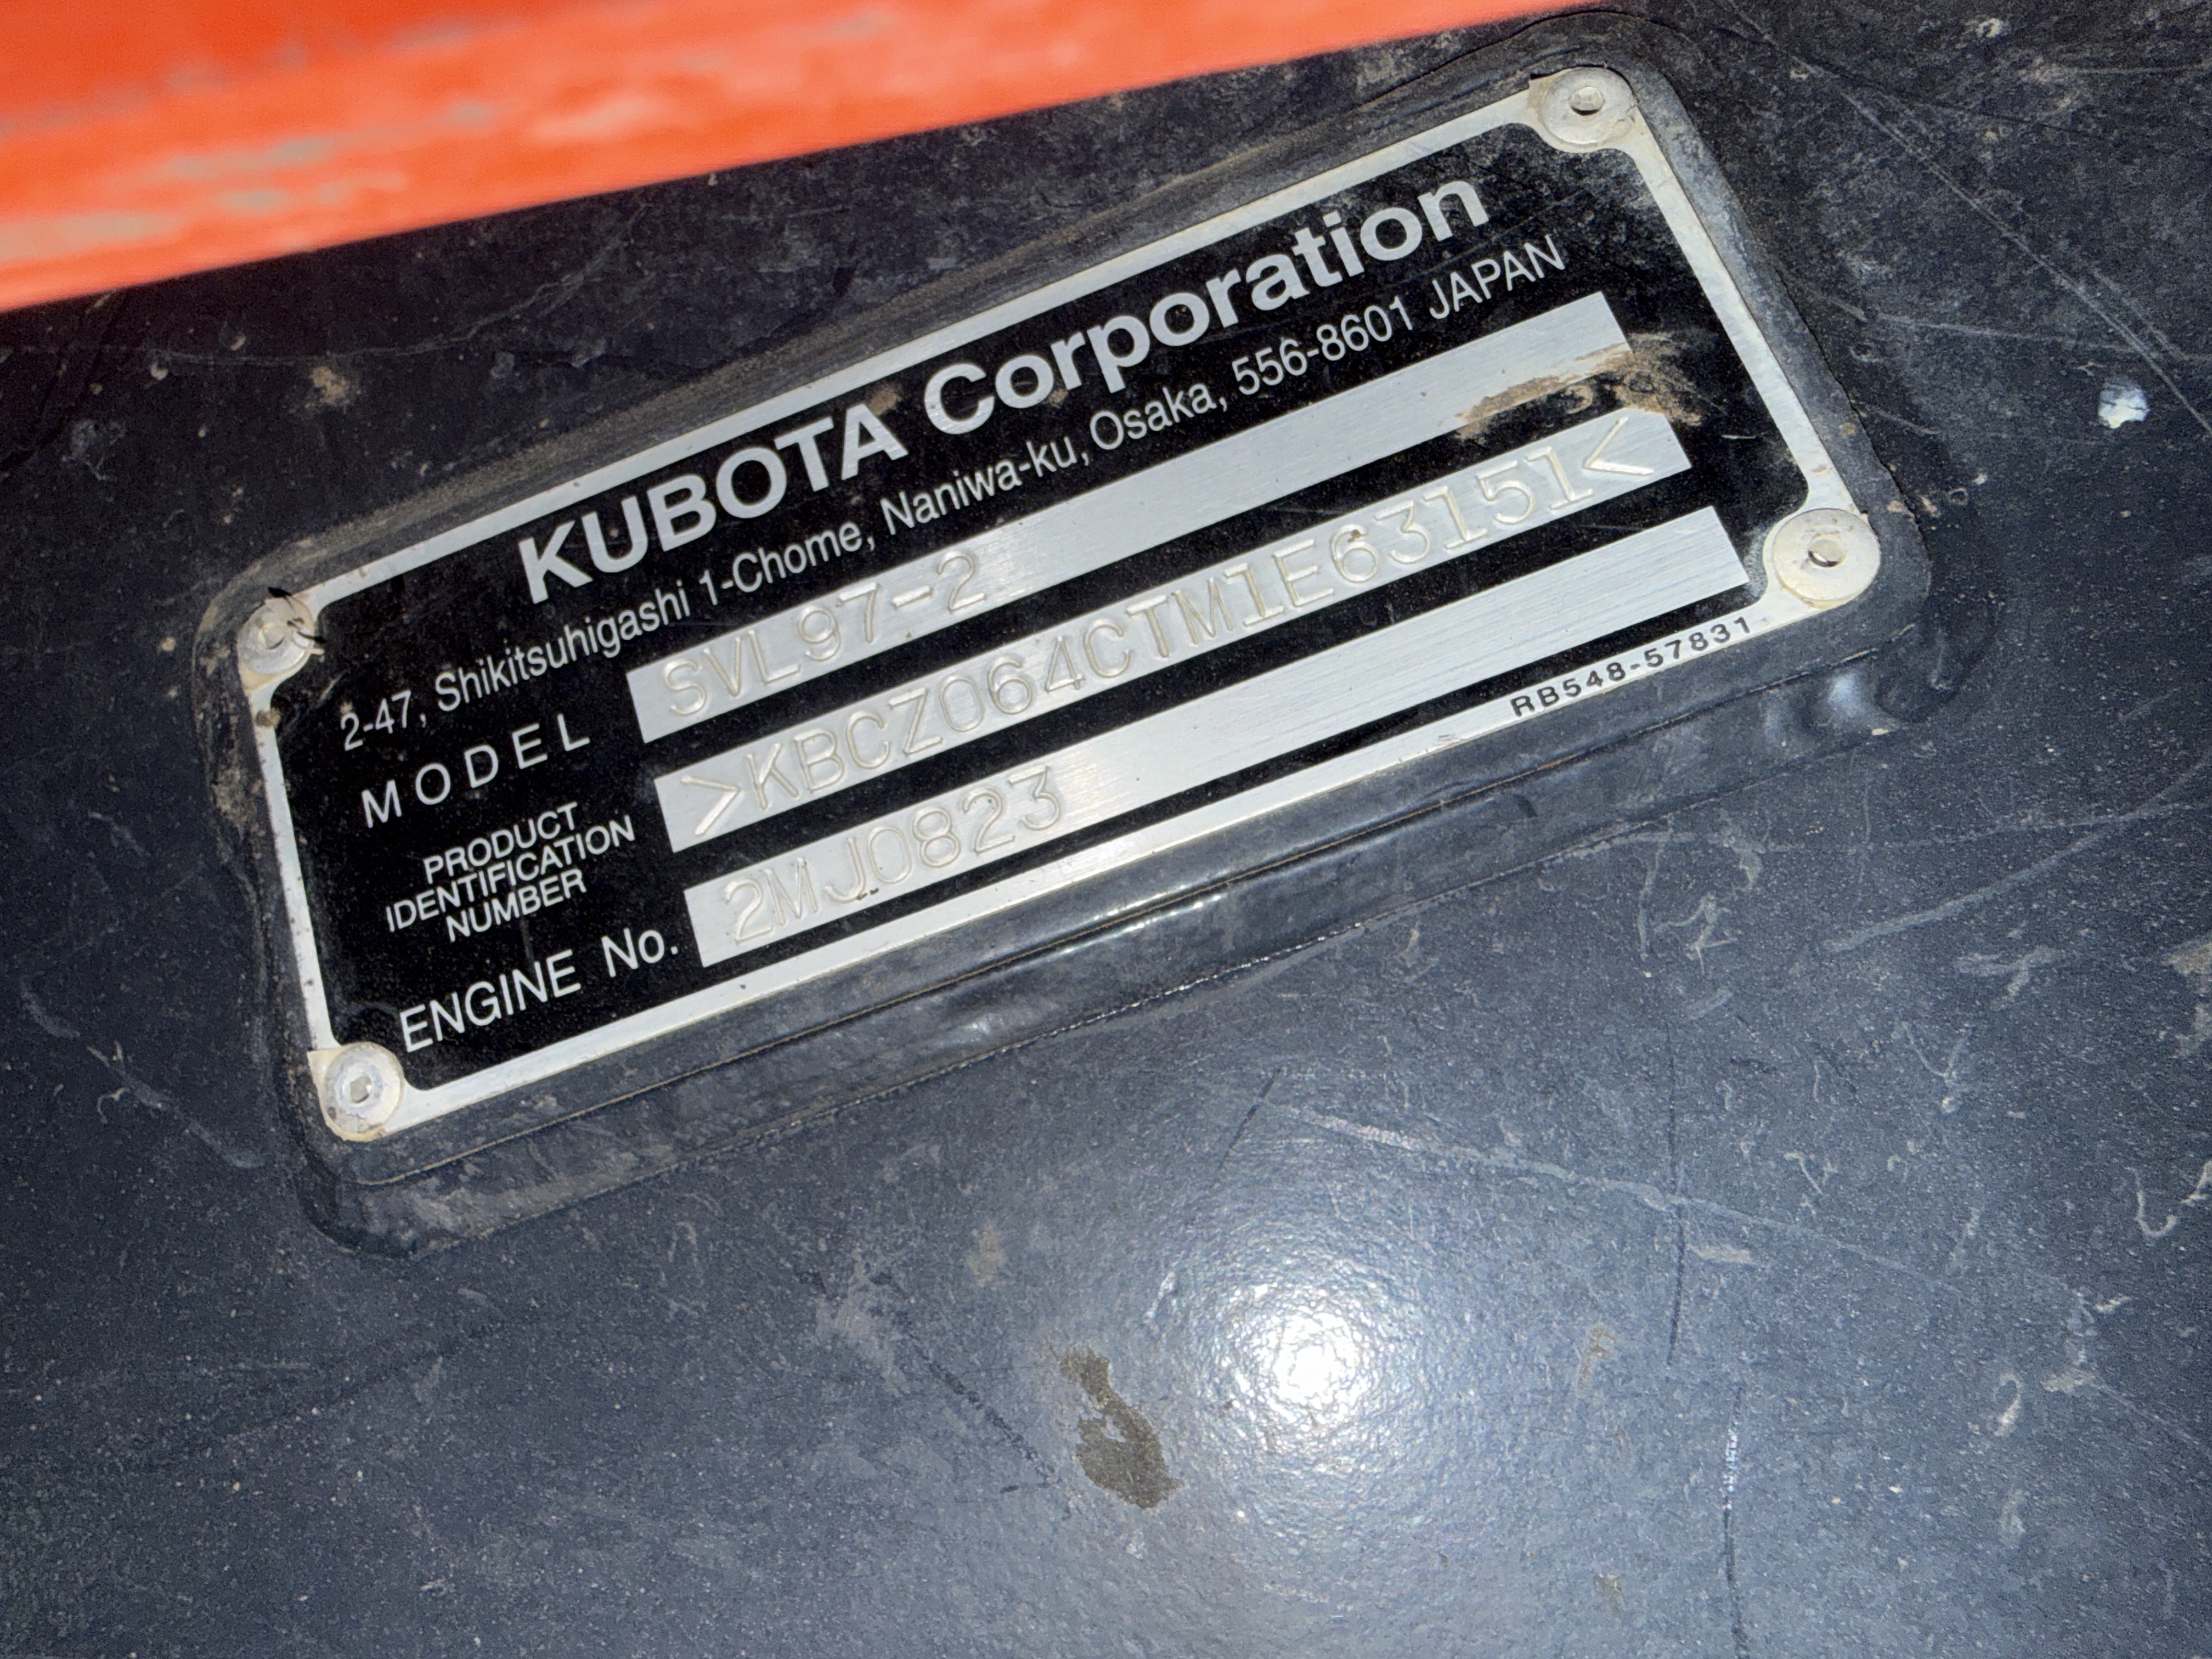 KUBOTA Corporation
2-47, Shikitsuhigashi 1-Chome, Naniwa-ku, Osaka, 556-8601 JAPAN
MODEL SVL97-2
PRODUCT
IDENTIFICATION
NUMBER
>KBCZ064CTM1E63151<
ENGINE No. 2MJ0823
RB548-57831